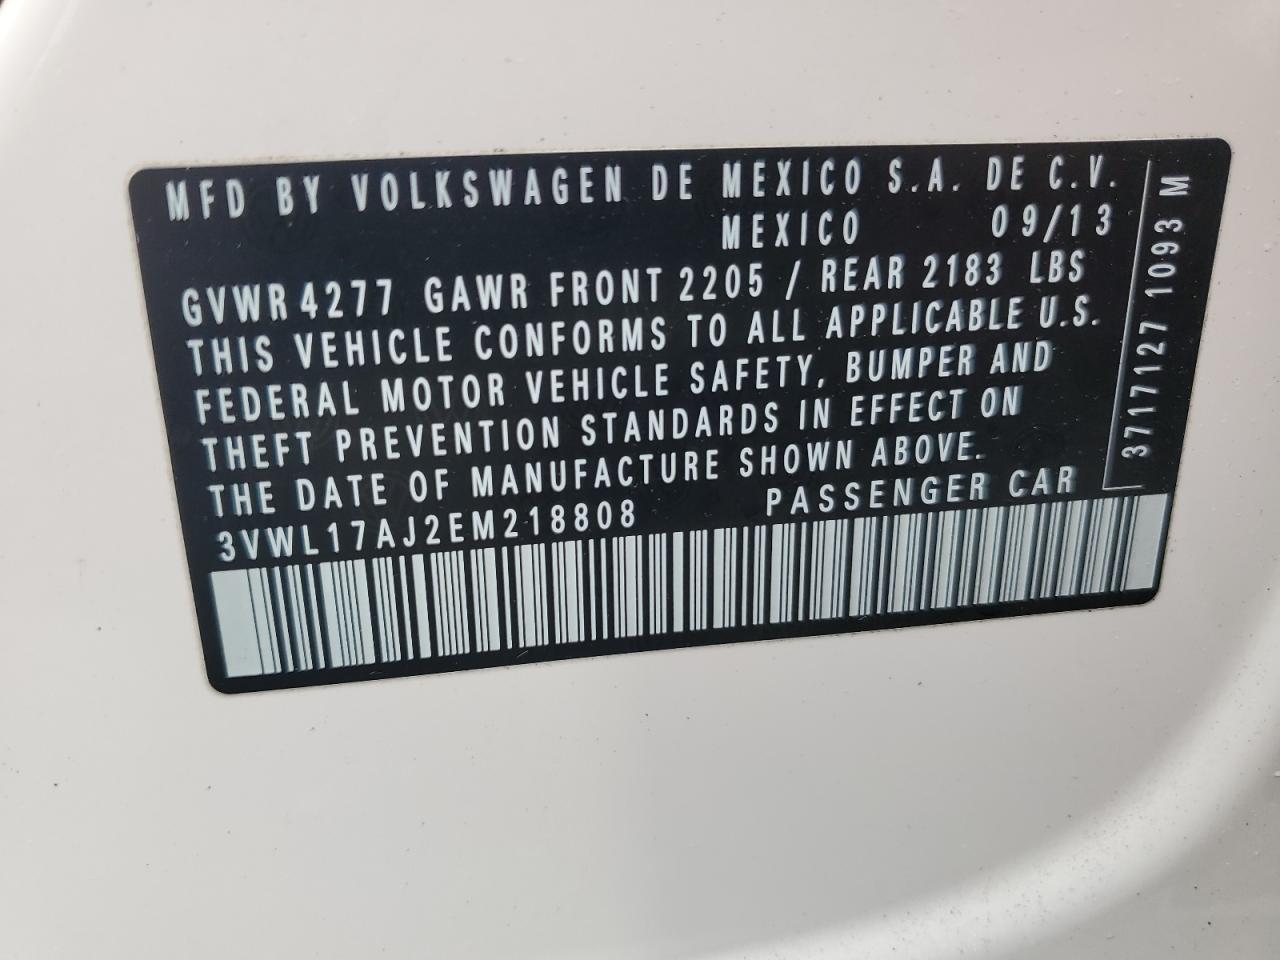 MFD BY VOLKSWAGEN DE MEXICO S.A. DE C.V.
MEXICO 09/13
GVWR 4277 GAWR FRONT 2205 / REAR 2183 LBS
THIS VEHICLE CONFORMS TO ALL APPLICABLE U.S.
FEDERAL MOTOR VEHICLE SAFETY, BUMPER AND
THEFT PREVENTION STANDARDS IN EFFECT ON
THE DATE OF MANUFACTURE SHOWN ABOVE.
3VWL17AJ2EM218808 PASSENGER CAR
3717127 1093 M